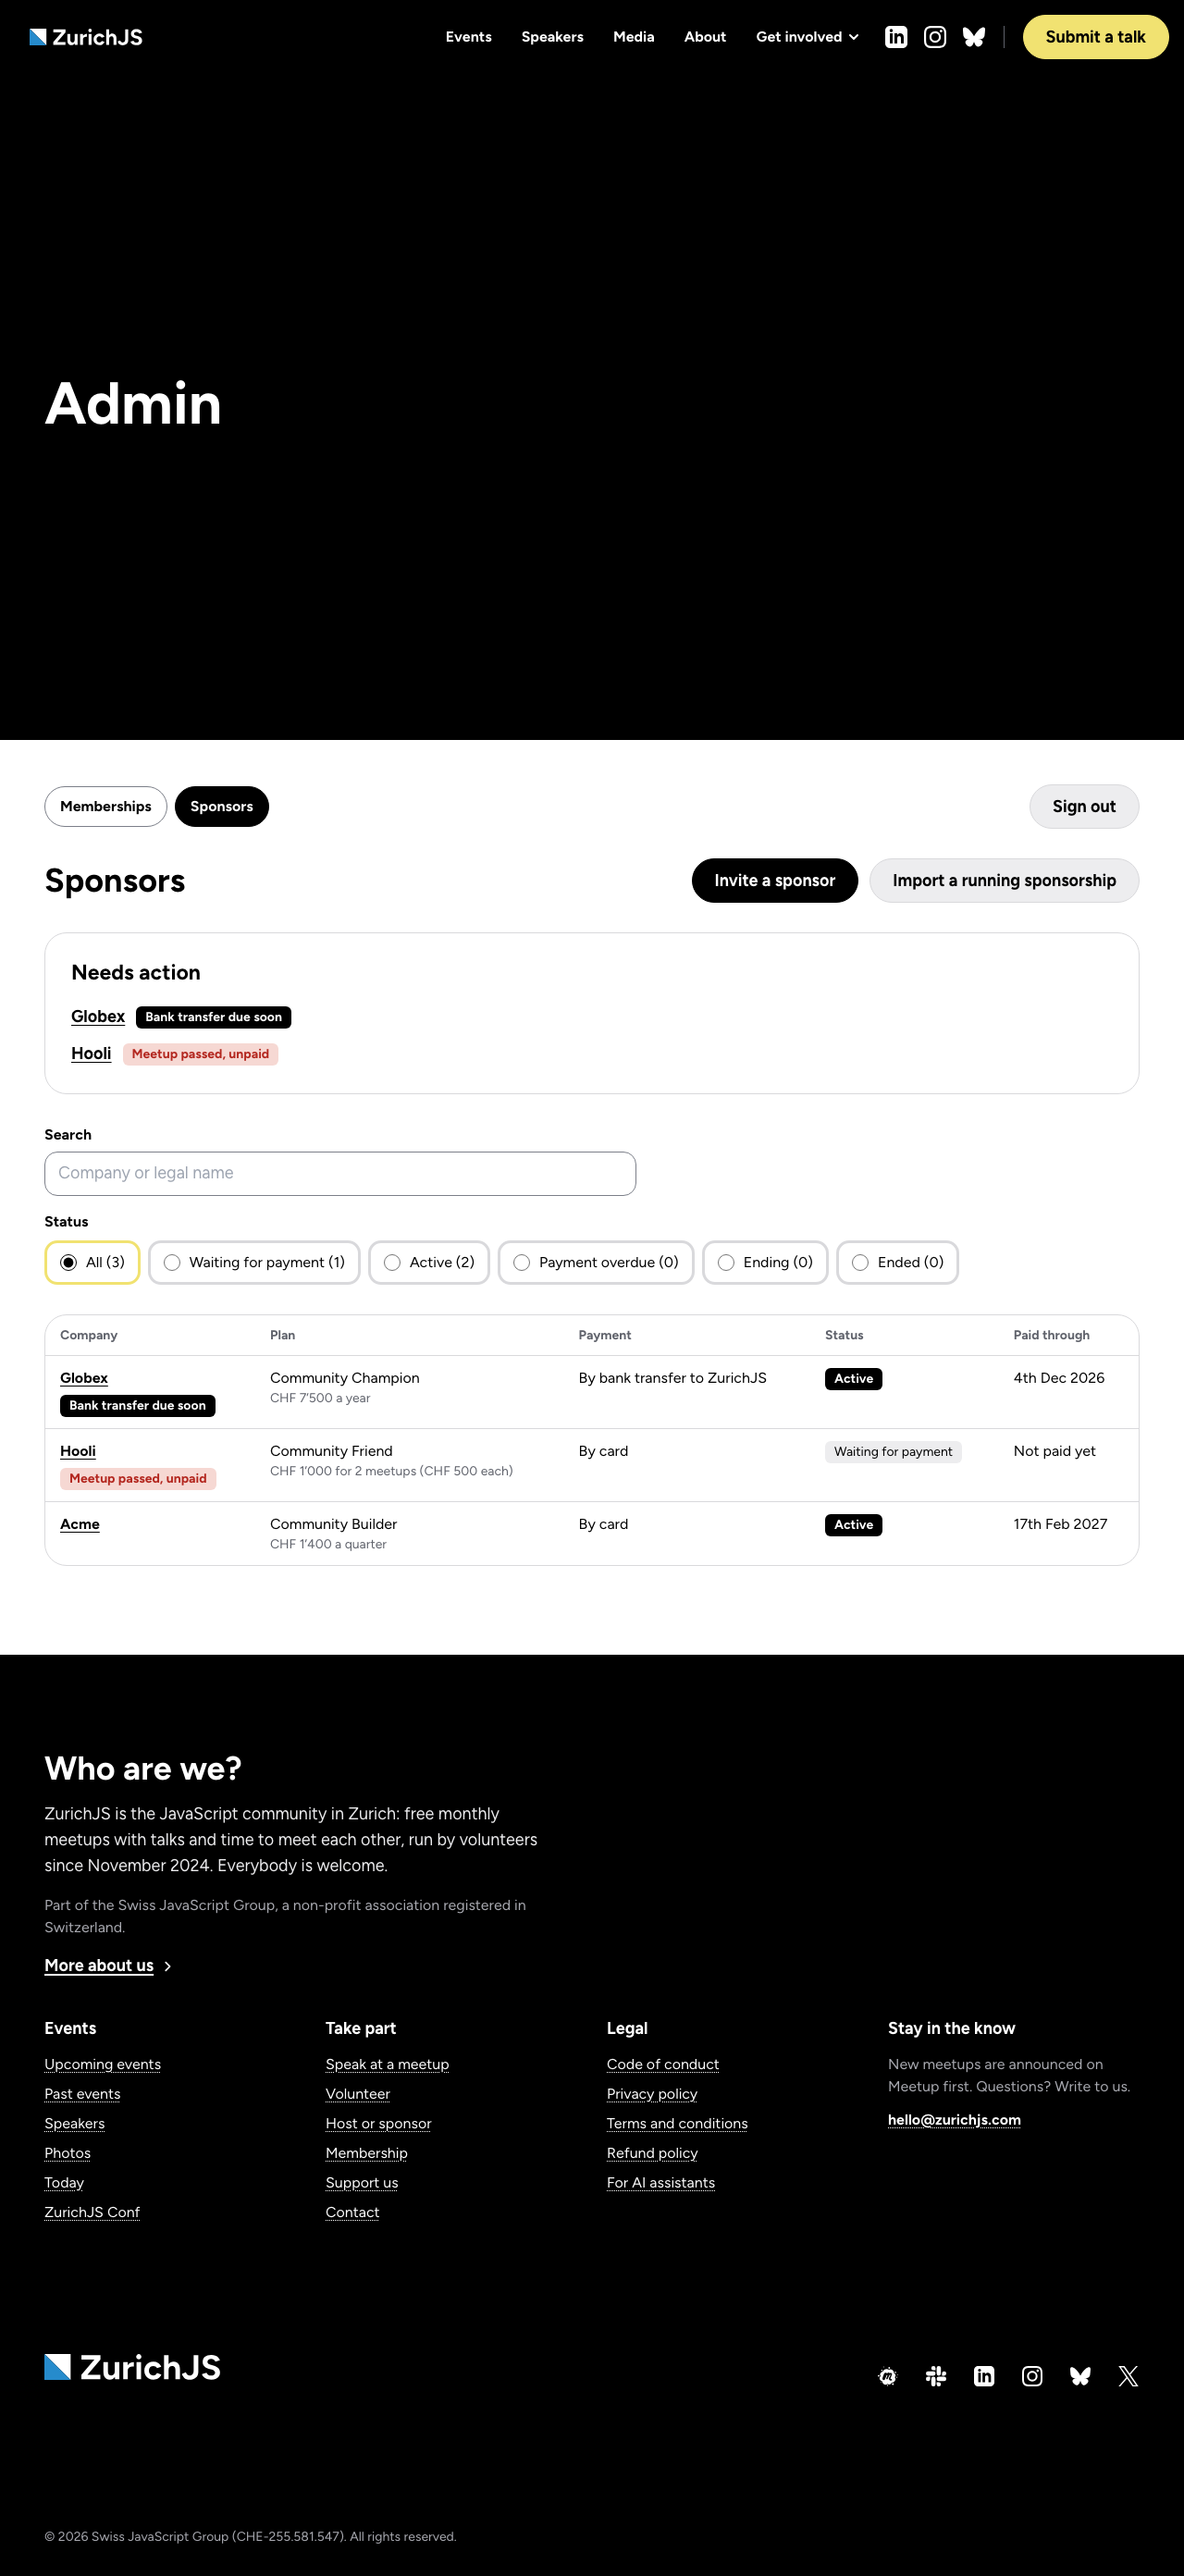 ZurichJS
Events
Speakers
Media
About
Get involved
Submit a talk
Admin
Memberships
Sponsors
Sign out
Sponsors
Invite a sponsor
Import a running sponsorship
Needs action
Globex Bank transfer due soon
Hooli Meetup passed, unpaid
Search
Company or legal name
Status
All (3)
Waiting for payment (1)
Active (2)
Payment overdue (0)
Ending (0)
Ended (0)
Company Plan Payment Status Paid through
Globex Community Champion By bank transfer to ZurichJS Active 4th Dec 2026
Bank transfer due soon CHF 7’500 a year
Hooli Community Friend By card Waiting for payment Not paid yet
Meetup passed, unpaid CHF 1’000 for 2 meetups (CHF 500 each)
Acme Community Builder By card Active 17th Feb 2027
CHF 1’400 a quarter
Who are we?
ZurichJS is the JavaScript community in Zurich: free monthly
meetups with talks and time to meet each other, run by volunteers
since November 2024. Everybody is welcome.
Part of the Swiss JavaScript Group, a non-profit association registered in
Switzerland.
More about us
Events
Upcoming events
Past events
Speakers
Photos
Today
ZurichJS Conf
Take part
Speak at a meetup
Volunteer
Host or sponsor
Membership
Support us
Contact
Legal
Code of conduct
Privacy policy
Terms and conditions
Refund policy
For AI assistants
Stay in the know
New meetups are announced on
Meetup first. Questions? Write to us.
hello@zurichjs.com
ZurichJS
© 2026 Swiss JavaScript Group (CHE-255.581.547). All rights reserved.